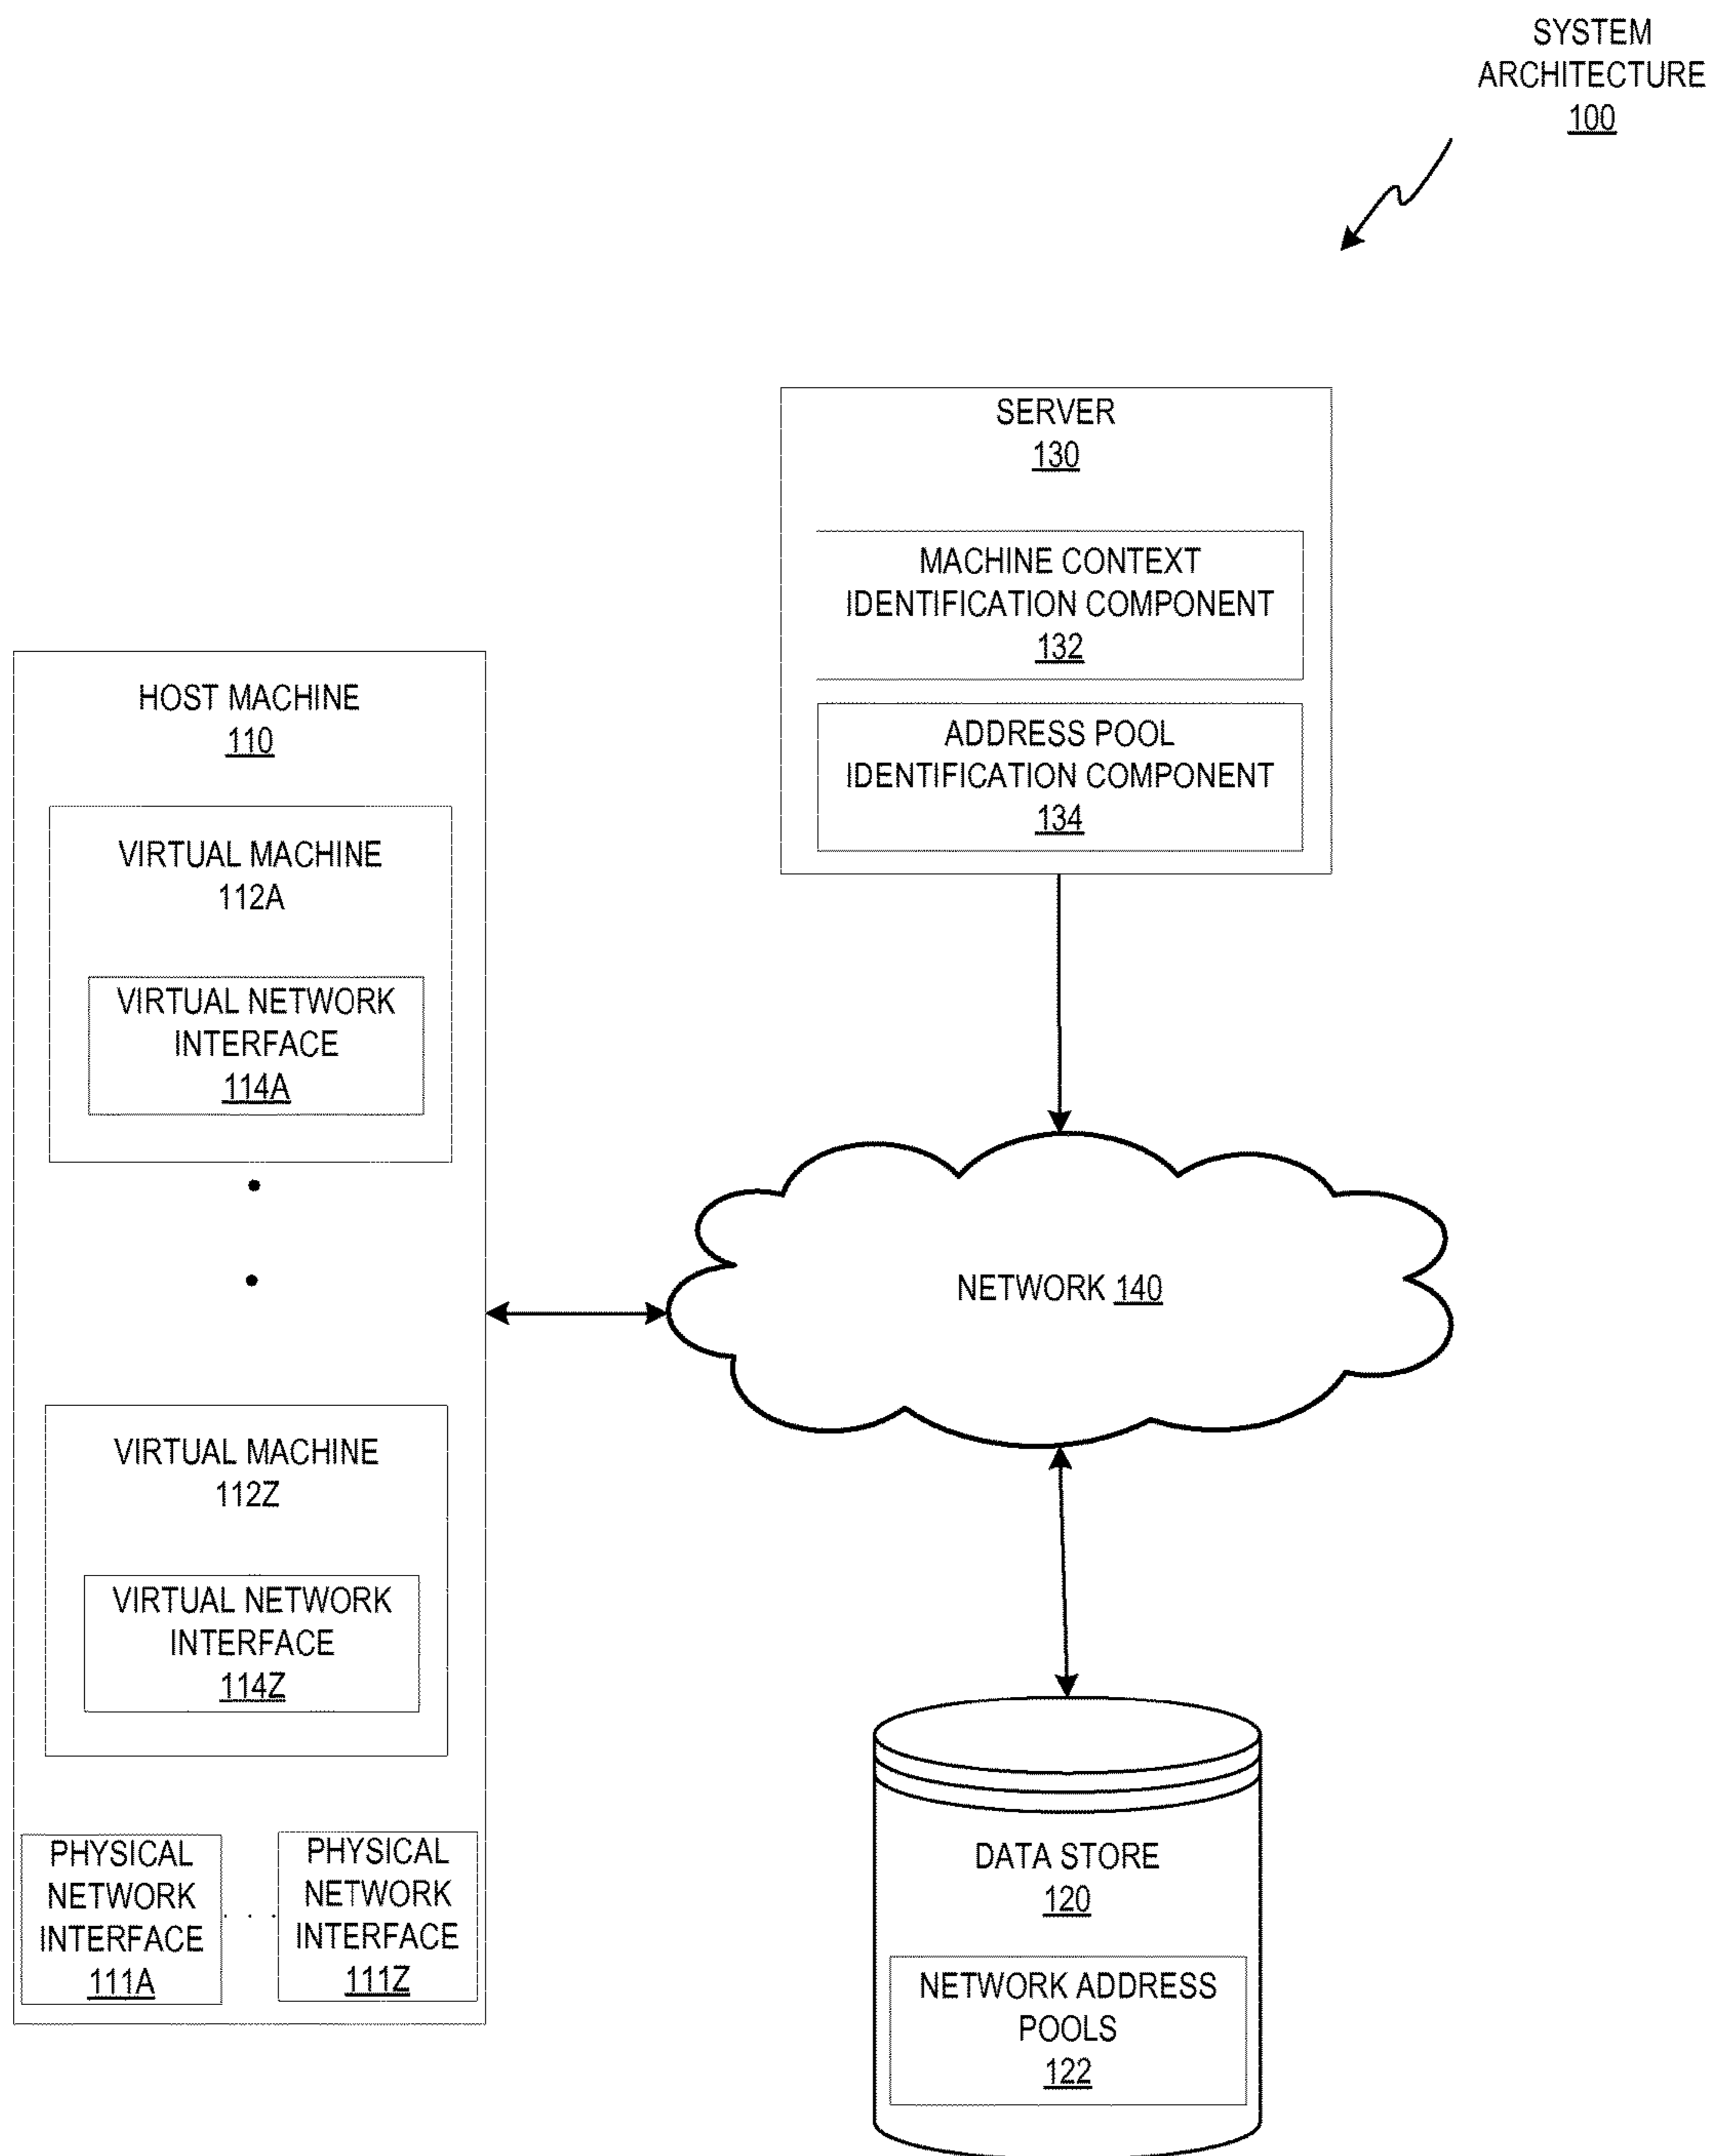 SYSTEM
ARCHITECTURE
100
SERVER
130
MACHINE CONTEXT
IDENTIFICATION COMPONENT
132
ADDRESS POOL
IDENTIFICATION COMPONENT
134
HOST MACHINE
110
VIRTUAL MACHINE
112A
VIRTUAL NETWORK
INTERFACE
114A
VIRTUAL MACHINE
112Z
VIRTUAL NETWORK
INTERFACE
114Z
PHYSICAL
NETWORK
INTERFACE
111A
. . .
PHYSICAL
NETWORK
INTERFACE
111Z
NETWORK 140
DATA STORE
120
NETWORK ADDRESS
POOLS
122